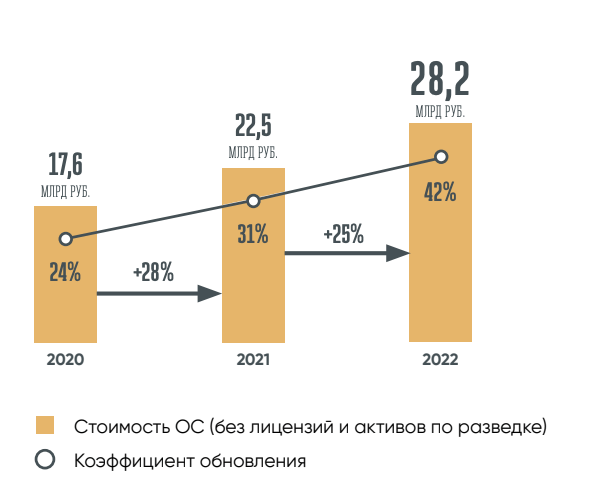 28,2
МЛРД РУБ.
22,5
МЛРД РУБ.
17,6
МЛРД РУБ.
42%
31%
+25%
24%
+28%
2020
2021
2022
Стоимость ОС (без лицензий и активов по разведке)
Коэффициент обновления